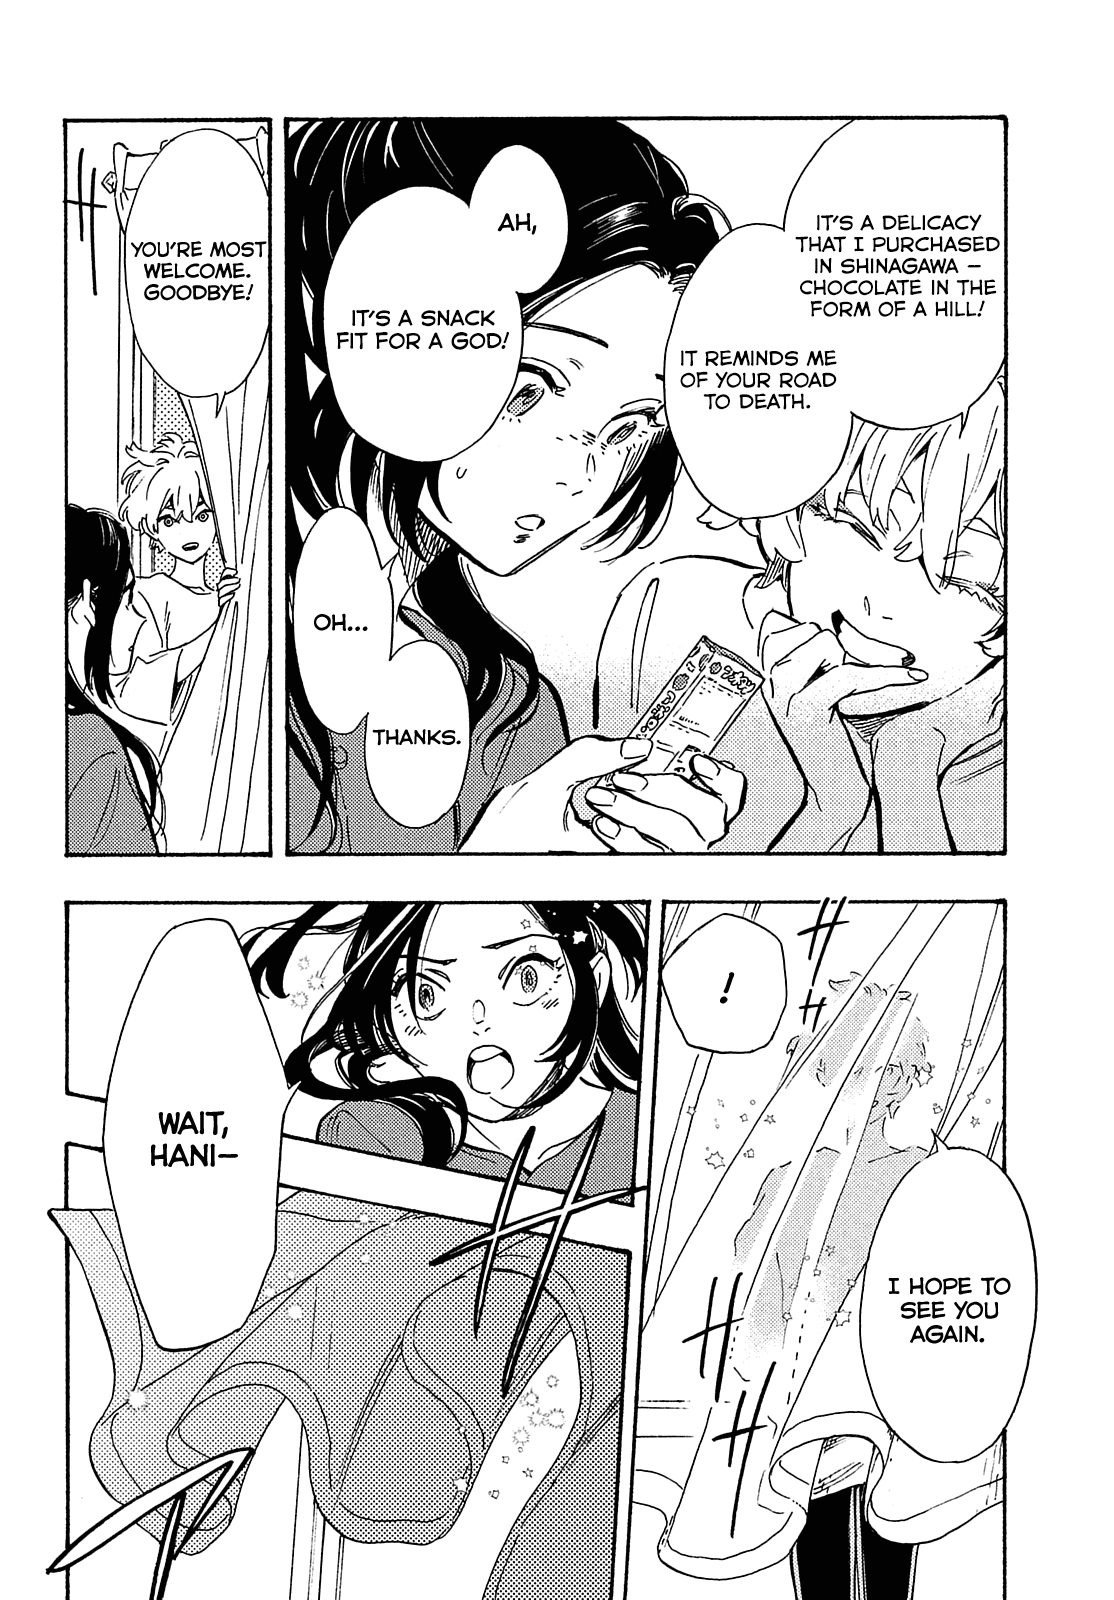 IT'S A DELICACY
THAT I PURCHASED
IN SHINAGAWA –
CHOCOLATE IN THE
FORM OF A HILL!
IT REMINDS ME
OF YOUR ROAD
TO DEATH.
AH,
IT'S A SNACK
FIT FOR A GOD!
OH...
THANKS.
YOU'RE MOST
WELCOME.
GOODBYE!
!
I HOPE TO
SEE YOU
AGAIN.
WAIT,
HANI–